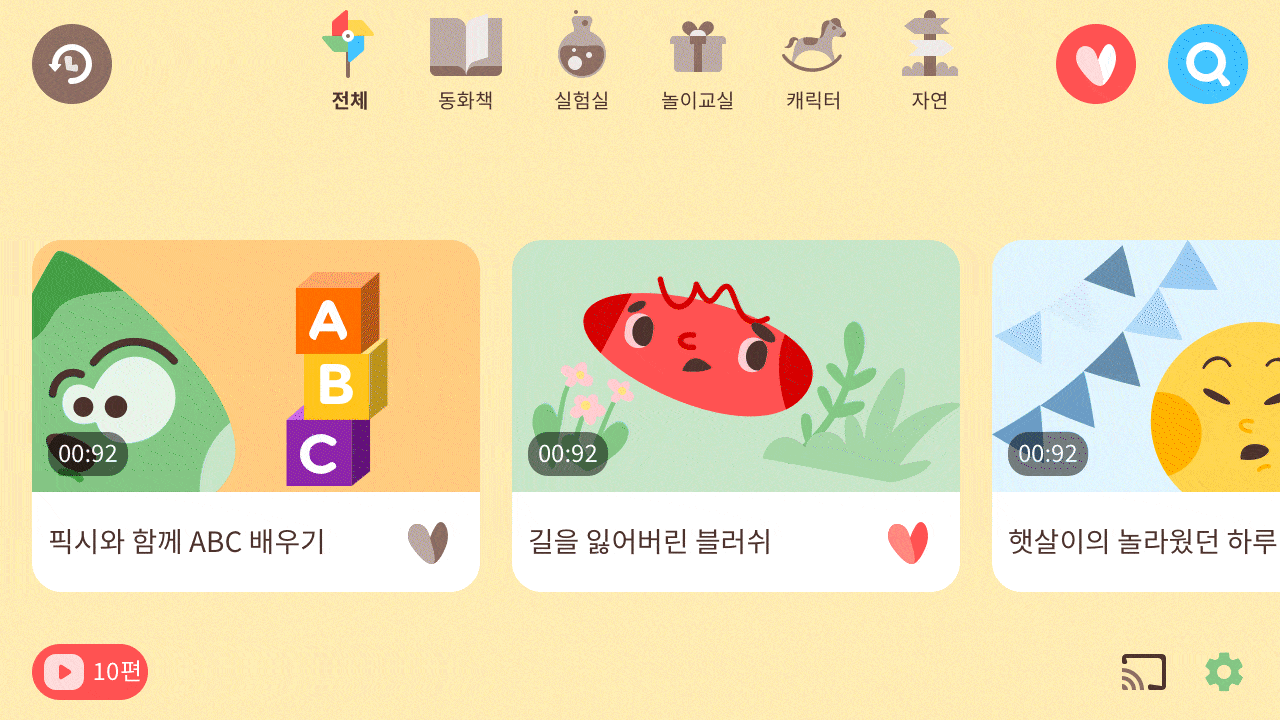 전체
동화책
실험실
놀이교실
캐릭터
자연
A
B
C
00:92
00:92
00:92
픽시와 함께 ABC 배우기
길을 잃어버린 블러쉬
햇살이의 놀라웠던 하루
10편